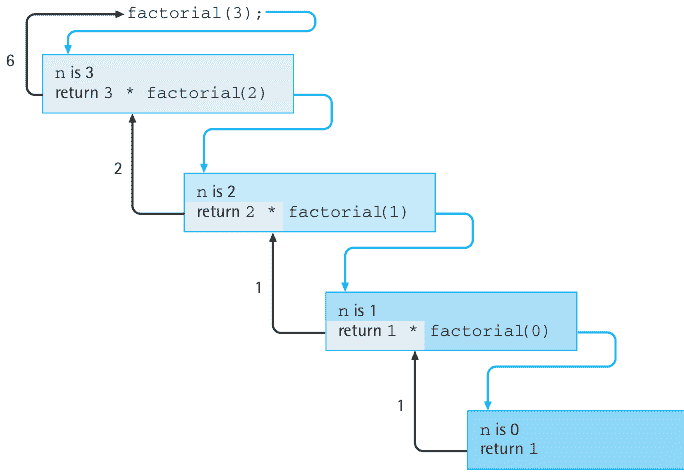 factorial(3);
6
n is 3
return 3 * factorial(2)
2
n is 2
return 2 * factorial(1)
1
n is 1
return 1 * factorial(0)
1
n is 0
return 1